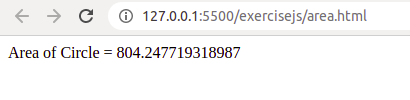 127.0.0.1:5500/exercisejs/area.html
Area of Circle = 804.247719318987